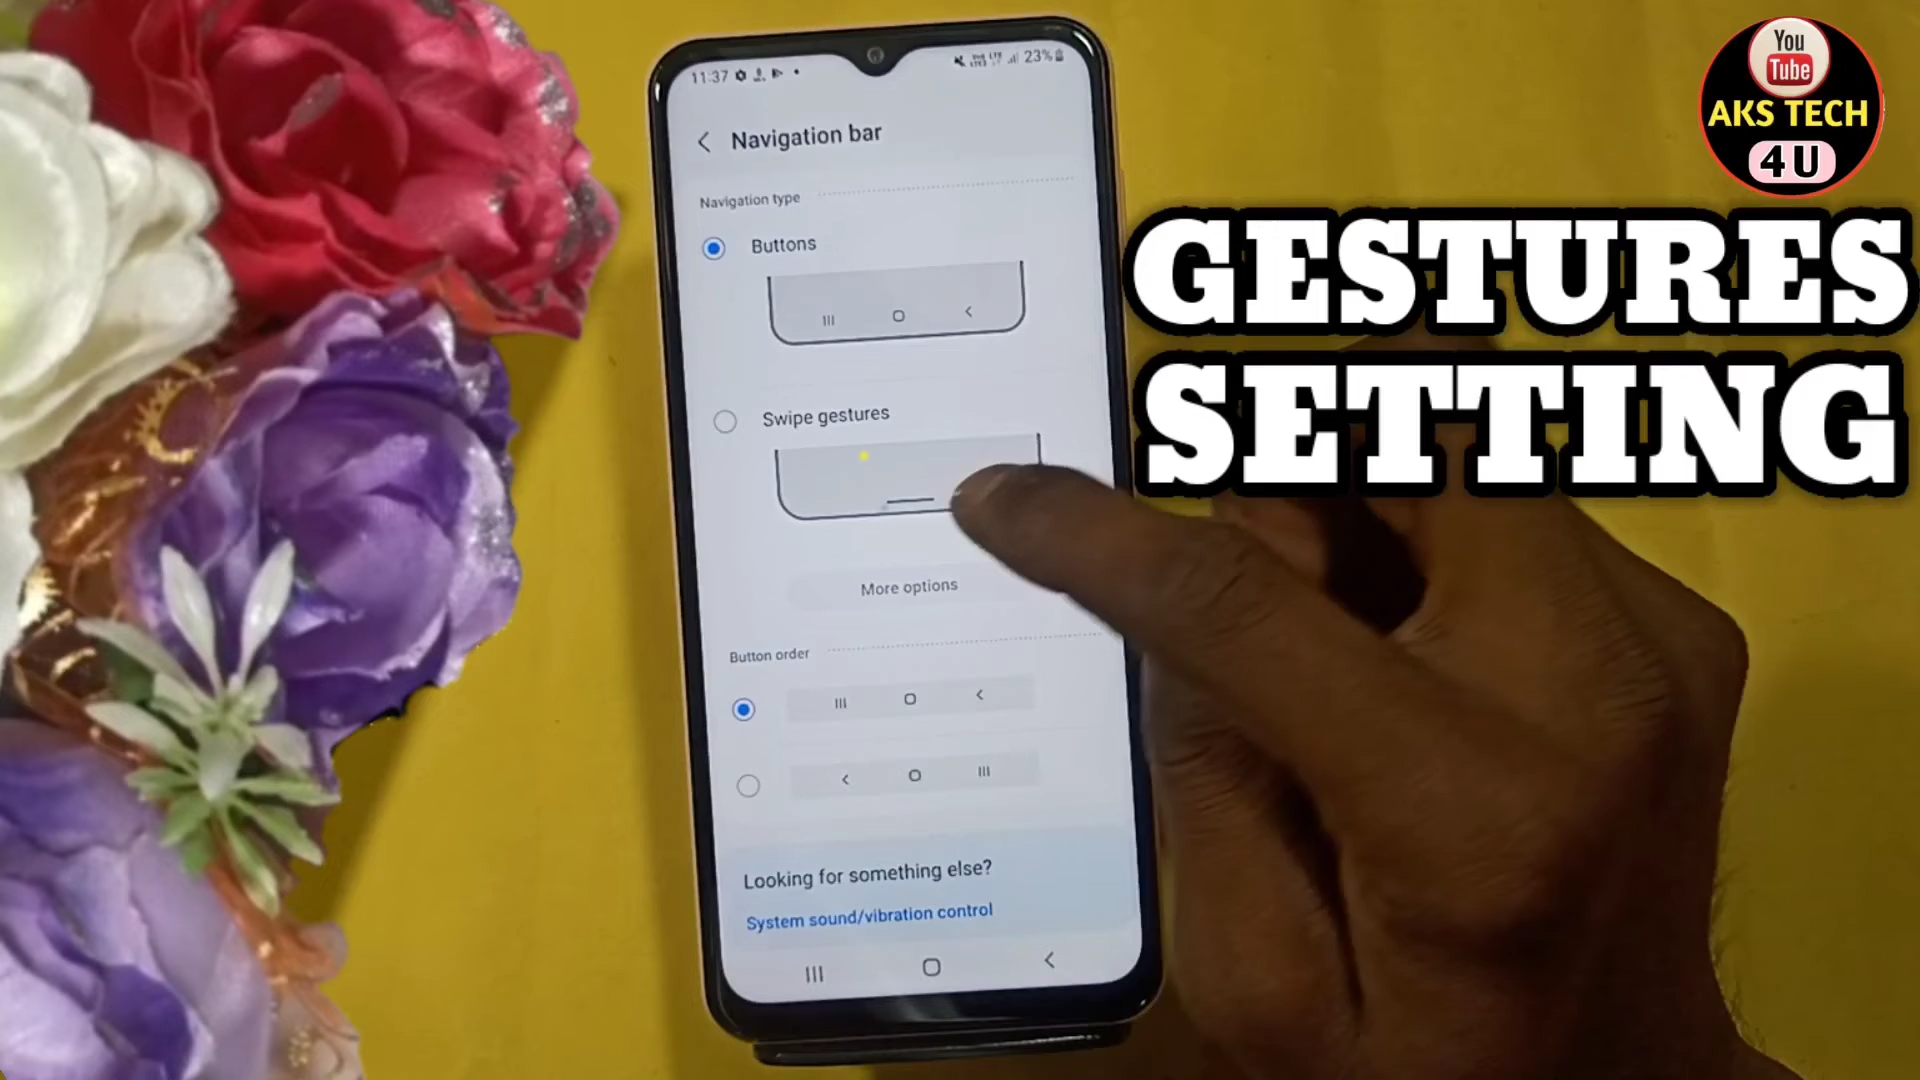 11:37
23%
Navigation bar
Navigation type
Buttons
Swipe gestures
More options
Button order
Looking for something else?
System sound/vibration control
You
Tube
AKS TECH
4 U
GESTURES
SETTING